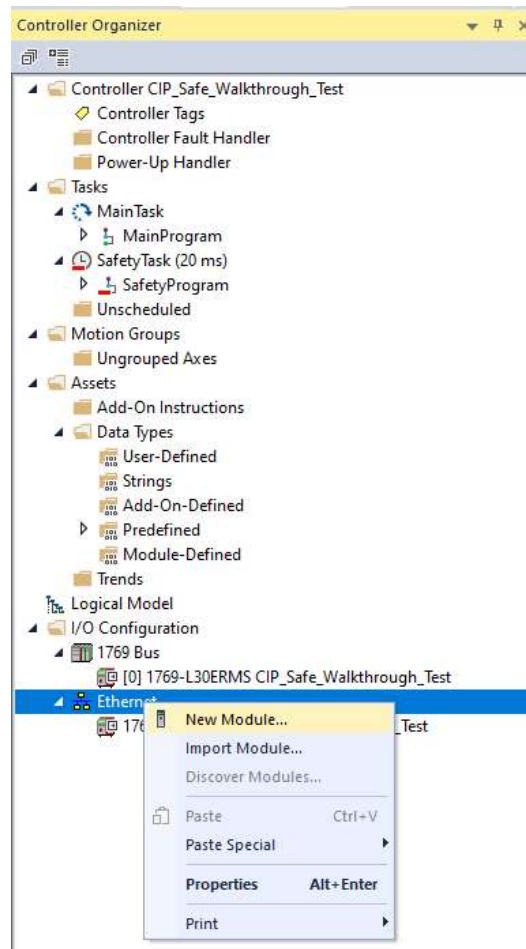 Controller Organizer
Controller CIP_Safe_Walkthrough_Test
Controller Tags
Controller Fault Handler
Power-Up Handler
Tasks
MainTask
MainProgram
SafetyTask (20 ms)
SafetyProgram
Unscheduled
Motion Groups
Ungrouped Axes
Assets
Add-On Instructions
Data Types
User-Defined
Strings
Add-On-Defined
Predefined
Module-Defined
Trends
Logical Model
I/O Configuration
1769 Bus
[0] 1769-L30ERMS CIP_Safe_Walkthrough_Test
Ethernet
_Test
New Module...
Import Module...
Discover Modules...
Paste Ctrl+V
Paste Special
Properties Alt+Enter
Print